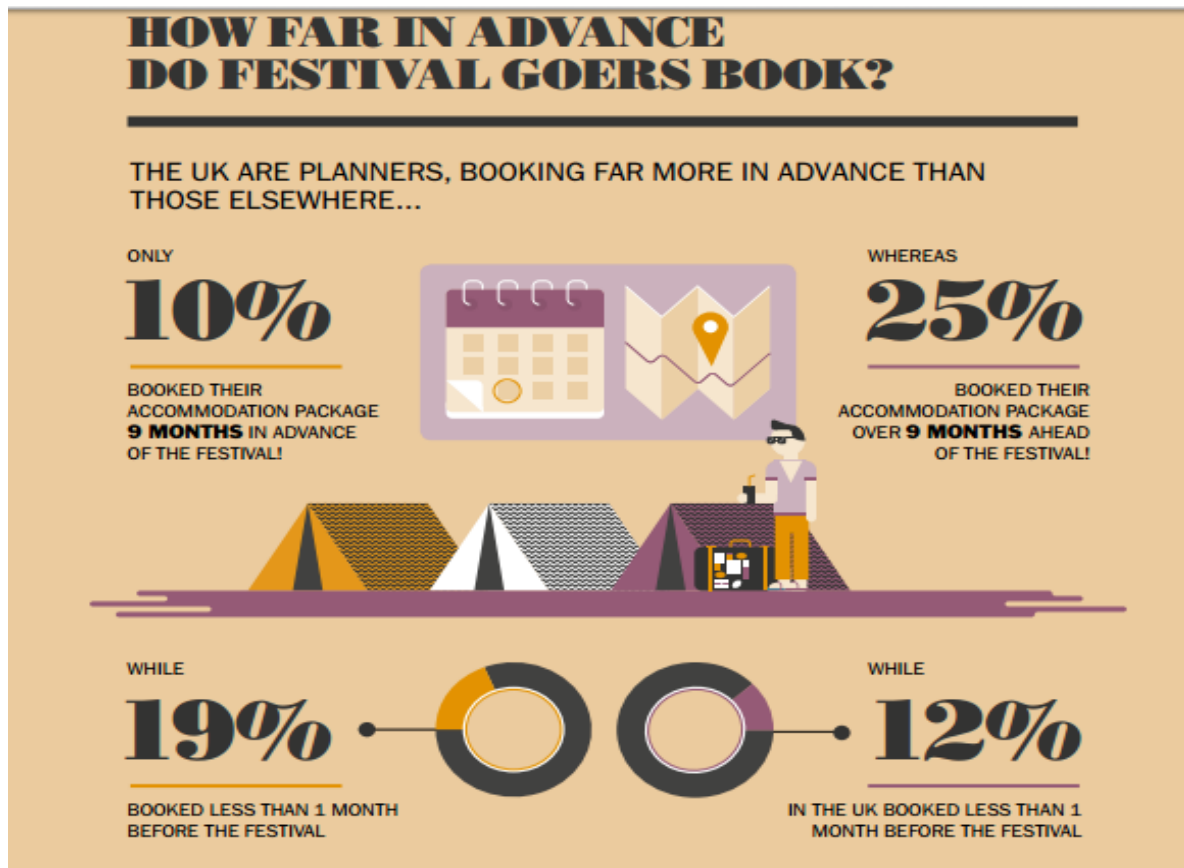 HOW FAR IN ADVANCE
DO FESTIVAL GOERS BOOK?
THE UK ARE PLANNERS, BOOKING FAR MORE IN ADVANCE THAN
THOSE ELSEWHERE...
ONLY
10%
BOOKED THEIR
ACCOMMODATION PACKAGE
9 MONTHS IN ADVANCE
OF THE FESTIVAL!
WHEREAS
25%
BOOKED THEIR
ACCOMMODATION PACKAGE
OVER 9 MONTHS AHEAD
OF THE FESTIVAL!
WHILE
19%
BOOKED LESS THAN 1 MONTH
BEFORE THE FESTIVAL
WHILE
12%
IN THE UK BOOKED LESS THAN 1
MONTH BEFORE THE FESTIVAL